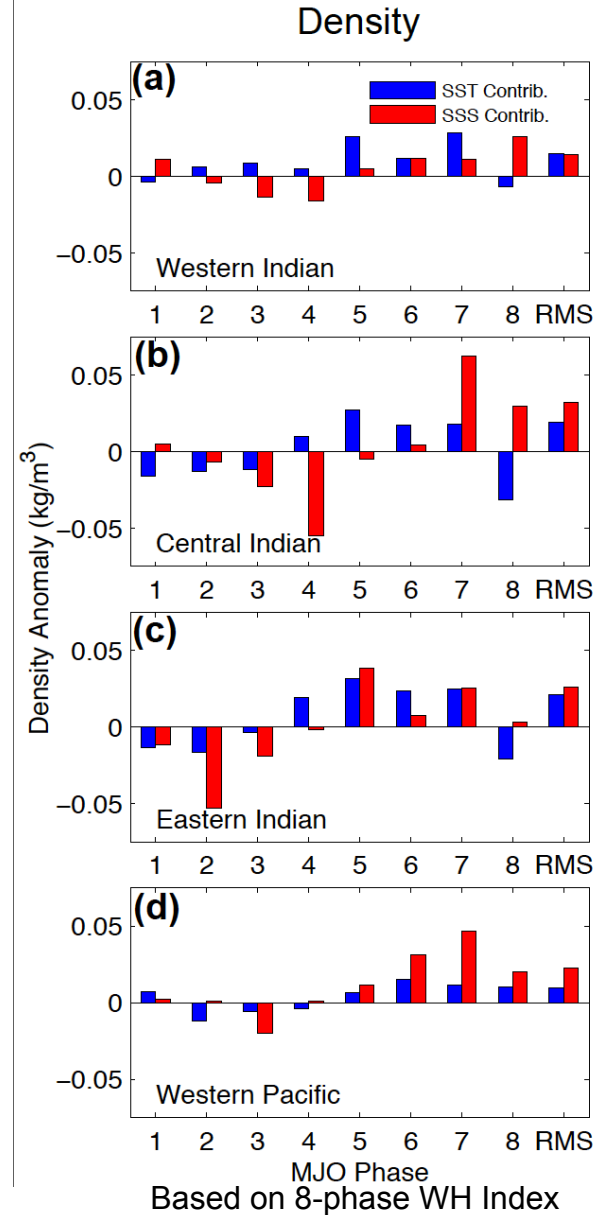 Density
(a)
SST Contrib.
SSS Contrib.
0.05
0
−0.05
Western Indian
1 2 3 4 5 6 7 8 RMS
(b)
0.05
0
−0.05
Central Indian
1 2 3 4 5 6 7 8 RMS
(c)
0.05
0
−0.05
Eastern Indian
1 2 3 4 5 6 7 8 RMS
(d)
0.05
0
−0.05
Western Pacific
1 2 3 4 5 6 7 8 RMS
Density Anomaly (kg/m³)
MJO Phase
Based on 8-phase WH Index